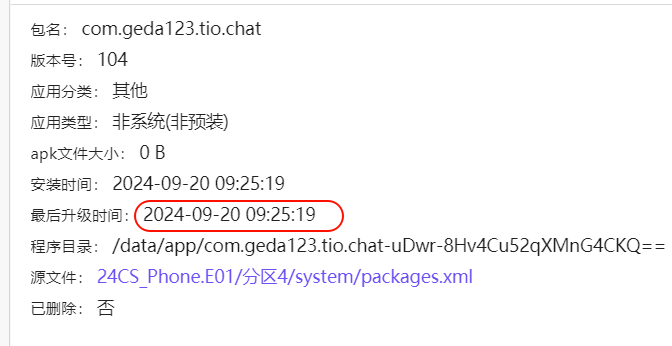 包名： com.geda123.tio.chat
版本号： 104
应用分类： 其他
应用类型： 非系统(非预装)
apk文件大小： 0 B
安装时间： 2024-09-20 09:25:19
最后升级时间： 2024-09-20 09:25:19
程序目录： /data/app/com.geda123.tio.chat-uDwr-8Hv4Cu52qXMnG4CKQ==
源文件： 24CS_Phone.E01/分区4/system/packages.xml
已删除： 否